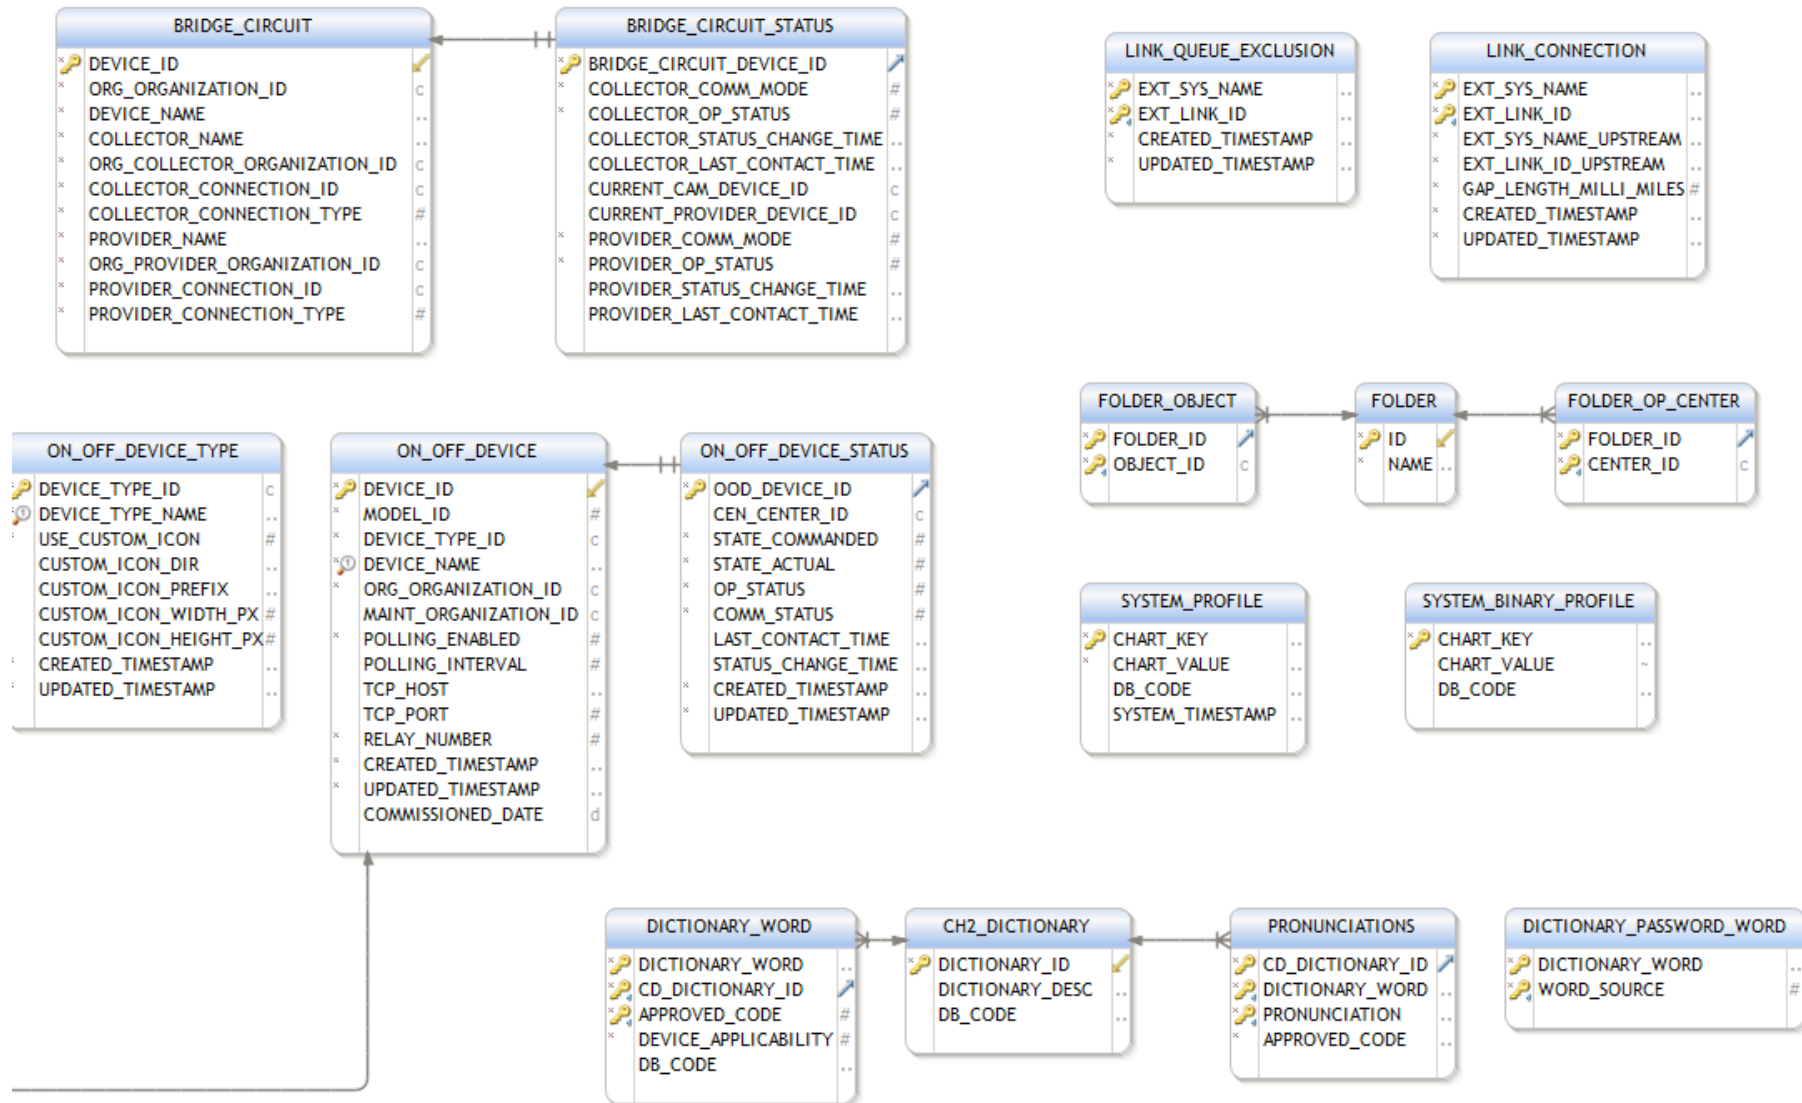 BRIDGE_CIRCUIT
DEVICE_ID
ORG_ORGANIZATION_ID c
DEVICE_NAME ..
COLLECTOR_NAME ..
ORG_COLLECTOR_ORGANIZATION_ID c
COLLECTOR_CONNECTION_ID c
COLLECTOR_CONNECTION_TYPE #
PROVIDER_NAME ..
ORG_PROVIDER_ORGANIZATION_ID c
PROVIDER_CONNECTION_ID c
PROVIDER_CONNECTION_TYPE #
BRIDGE_CIRCUIT_STATUS
BRIDGE_CIRCUIT_DEVICE_ID
COLLECTOR_COMM_MODE #
COLLECTOR_OP_STATUS #
COLLECTOR_STATUS_CHANGE_TIME ..
COLLECTOR_LAST_CONTACT_TIME ..
CURRENT_CAM_DEVICE_ID c
CURRENT_PROVIDER_DEVICE_ID c
PROVIDER_COMM_MODE #
PROVIDER_OP_STATUS #
PROVIDER_STATUS_CHANGE_TIME ..
PROVIDER_LAST_CONTACT_TIME ..
LINK_QUEUE_EXCLUSION
EXT_SYS_NAME ..
EXT_LINK_ID ..
CREATED_TIMESTAMP ..
UPDATED_TIMESTAMP ..
LINK_CONNECTION
EXT_SYS_NAME ..
EXT_LINK_ID ..
EXT_SYS_NAME_UPSTREAM ..
EXT_LINK_ID_UPSTREAM ..
GAP_LENGTH_MILLI_MILES #
CREATED_TIMESTAMP ..
UPDATED_TIMESTAMP ..
FOLDER_OBJECT
FOLDER_ID
OBJECT_ID c
FOLDER
ID
NAME ..
FOLDER_OP_CENTER
FOLDER_ID
CENTER_ID c
ON_OFF_DEVICE_TYPE
DEVICE_TYPE_ID c
DEVICE_TYPE_NAME ..
USE_CUSTOM_ICON #
CUSTOM_ICON_DIR ..
CUSTOM_ICON_PREFIX ..
CUSTOM_ICON_WIDTH_PX #
CUSTOM_ICON_HEIGHT_PX #
CREATED_TIMESTAMP ..
UPDATED_TIMESTAMP ..
ON_OFF_DEVICE
DEVICE_ID
MODEL_ID #
DEVICE_TYPE_ID c
DEVICE_NAME ..
ORG_ORGANIZATION_ID c
MAINT_ORGANIZATION_ID c
POLLING_ENABLED #
POLLING_INTERVAL #
TCP_HOST ..
TCP_PORT #
RELAY_NUMBER #
CREATED_TIMESTAMP ..
UPDATED_TIMESTAMP ..
COMMISSIONED_DATE d
ON_OFF_DEVICE_STATUS
OOD_DEVICE_ID
CEN_CENTER_ID c
STATE_COMMANDED #
STATE_ACTUAL #
OP_STATUS #
COMM_STATUS #
LAST_CONTACT_TIME ..
STATUS_CHANGE_TIME ..
CREATED_TIMESTAMP ..
UPDATED_TIMESTAMP ..
SYSTEM_PROFILE
CHART_KEY ..
CHART_VALUE ..
DB_CODE ..
SYSTEM_TIMESTAMP ..
SYSTEM_BINARY_PROFILE
CHART_KEY ..
CHART_VALUE ~
DB_CODE ..
DICTIONARY_WORD
DICTIONARY_WORD ..
CD_DICTIONARY_ID
APPROVED_CODE #
DEVICE_APPLICABILITY #
DB_CODE ..
CH2_DICTIONARY
DICTIONARY_ID
DICTIONARY_DESC ..
DB_CODE ..
PRONUNCIATIONS
CD_DICTIONARY_ID
DICTIONARY_WORD ..
PRONUNCIATION ..
APPROVED_CODE ..
DICTIONARY_PASSWORD_WORD
DICTIONARY_WORD ..
WORD_SOURCE #